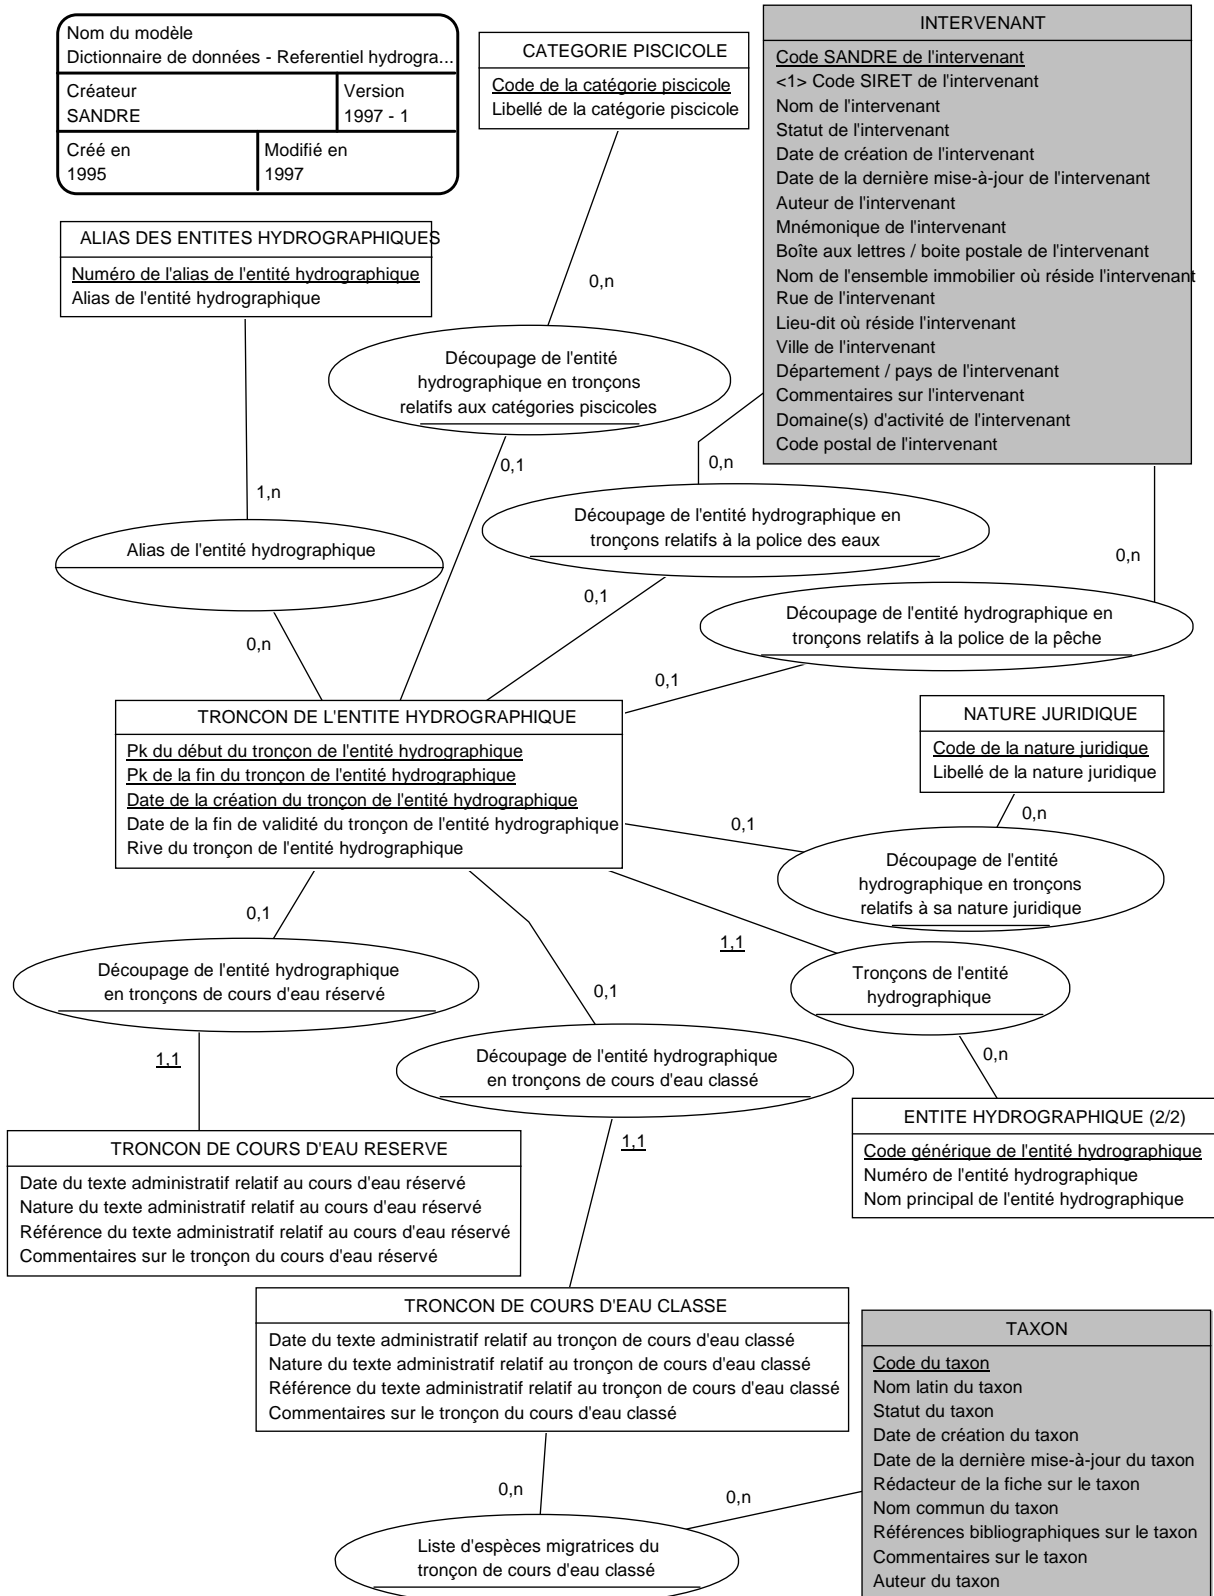 Nom du modèle
Dictionnaire de données - Referentiel hydrogra...
Créateur
SANDRE
Version
1997 - 1
Créé en
1995
Modifié en
1997
CATEGORIE PISCICOLE
Code de la catégorie piscicole
Libellé de la catégorie piscicole
INTERVENANT
Code SANDRE de l'intervenant
<1> Code SIRET de l'intervenant
Nom de l'intervenant
Statut de l'intervenant
Date de création de l'intervenant
Date de la dernière mise-à-jour de l'intervenant
Auteur de l'intervenant
Mnémonique de l'intervenant
Boîte aux lettres / boite postale de l'intervenant
Nom de l'ensemble immobilier où réside l'intervenant
Rue de l'intervenant
Lieu-dit où réside l'intervenant
Ville de l'intervenant
Département / pays de l'intervenant
Commentaires sur l'intervenant
Domaine(s) d'activité de l'intervenant
Code postal de l'intervenant
ALIAS DES ENTITES HYDROGRAPHIQUES
Numéro de l'alias de l'entité hydrographique
Alias de l'entité hydrographique
0,n
Découpage de l'entité
hydrographique en tronçons
relatifs aux catégories piscicoles
0,1
0,n
1,n
Découpage de l'entité hydrographique en
tronçons relatifs à la police des eaux
Alias de l'entité hydrographique
0,n
0,1
Découpage de l'entité hydrographique en
tronçons relatifs à la police de la pêche
0,n
0,1
TRONCON DE L'ENTITE HYDROGRAPHIQUE
Pk du début du tronçon de l'entité hydrographique
Pk de la fin du tronçon de l'entité hydrographique
Date de la création du tronçon de l'entité hydrographique
Date de la fin de validité du tronçon de l'entité hydrographique
Rive du tronçon de l'entité hydrographique
NATURE JURIDIQUE
Code de la nature juridique
Libellé de la nature juridique
0,1
0,n
Découpage de l'entité
hydrographique en tronçons
relatifs à sa nature juridique
0,1
1,1
Découpage de l'entité hydrographique
en tronçons de cours d'eau réservé
Tronçons de l'entité
hydrographique
0,1
1,1
Découpage de l'entité hydrographique
en tronçons de cours d'eau classé
0,n
ENTITE HYDROGRAPHIQUE (2/2)
Code générique de l'entité hydrographique
Numéro de l'entité hydrographique
Nom principal de l'entité hydrographique
TRONCON DE COURS D'EAU RESERVE
Date du texte administratif relatif au cours d'eau réservé
Nature du texte administratif relatif au cours d'eau réservé
Référence du texte administratif relatif au cours d'eau réservé
Commentaires sur le tronçon du cours d'eau réservé
1,1
TRONCON DE COURS D'EAU CLASSE
Date du texte administratif relatif au tronçon de cours d'eau classé
Nature du texte administratif relatif au tronçon de cours d'eau classé
Référence du texte administratif relatif au tronçon de cours d'eau classé
Commentaires sur le tronçon du cours d'eau classé
TAXON
Code du taxon
Nom latin du taxon
Statut du taxon
Date de création du taxon
Date de la dernière mise-à-jour du taxon
Rédacteur de la fiche sur le taxon
Nom commun du taxon
Références bibliographiques sur le taxon
Commentaires sur le taxon
Auteur du taxon
0,n
0,n
Liste d'espèces migratrices du
tronçon de cours d'eau classé